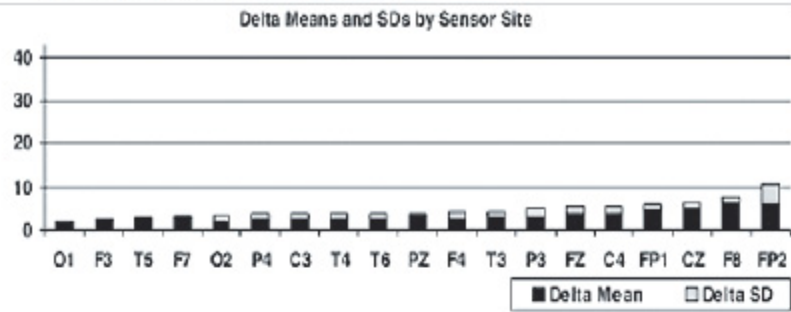 Delta Means and SDs by Sensor Site
40
30
20
10
0
O1 F3 T5 F7 O2 P4 C3 T4 T6 PZ F4 T3 P3 FZ C4 FP1 CZ F8 FP2
Delta Mean Delta SD